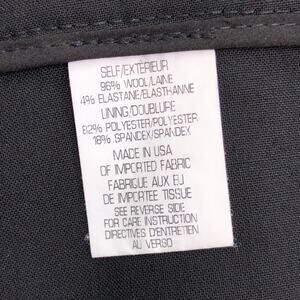 SELF/EXTERIEUR
96% WOOL/LAINE
4% ELASTANE/ELASTHANNE
LINING/DOUBLURE
82% POLYESTER/POLYESTER
18% SPANDEX/SPANDEX
MADE IN USA
OF IMPORTED FABRIC
FABRIQUE AUX EU
DE IMPORTEE TISSUE
SEE REVERSE SIDE
FOR CARE INSTRUCTION
DIRECTIVES D'ENTRETIEN
AU VERSO